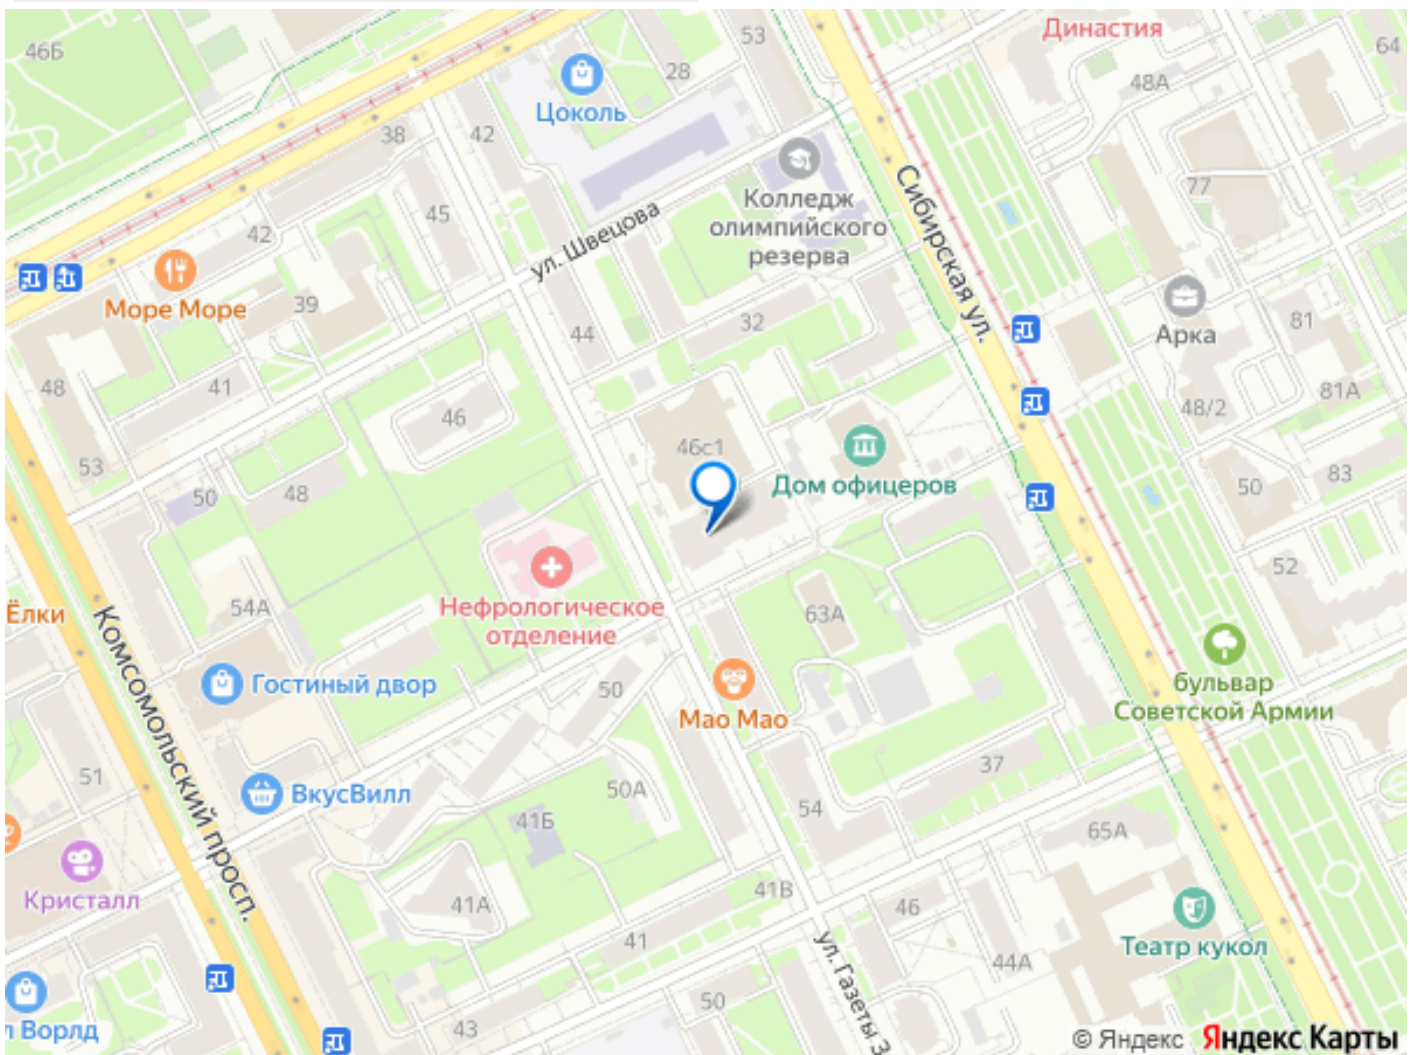 Династия
53
64
46Б
28
48А
Цоколь
38
42
Сибирская ул.
77
Колледж
олимпийского
резерва
45
ул. Швецова
42
Море Море
39
32
81
Арка
44
48
41
81А
48/2
46
46с1
53
Дом офицеров
83
50
48
50
52
Ёлки
54А
Нефрологическое
отделение
63А
Комсомольский просп.
Гостиный двор
50
Мао Мао
бульвар
Советской Армии
51
37
ВкусВилл
50А
54
41Б
65А
Кристалл
41А
41В
46
41
ул. Газеты З
44А
Театр кукол
50
л Ворлд
43
© Яндекс Яндекс Карты